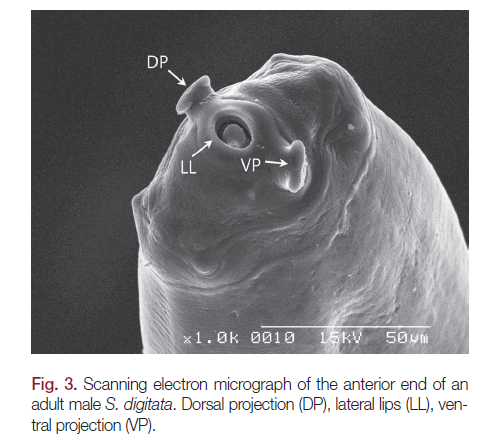 DP
LL
VP
×1.0k 0010 15kV 50μm
Fig. 3. Scanning electron micrograph of the anterior end of an
adult male S. digitata. Dorsal projection (DP), lateral lips (LL), ven-
tral projection (VP).